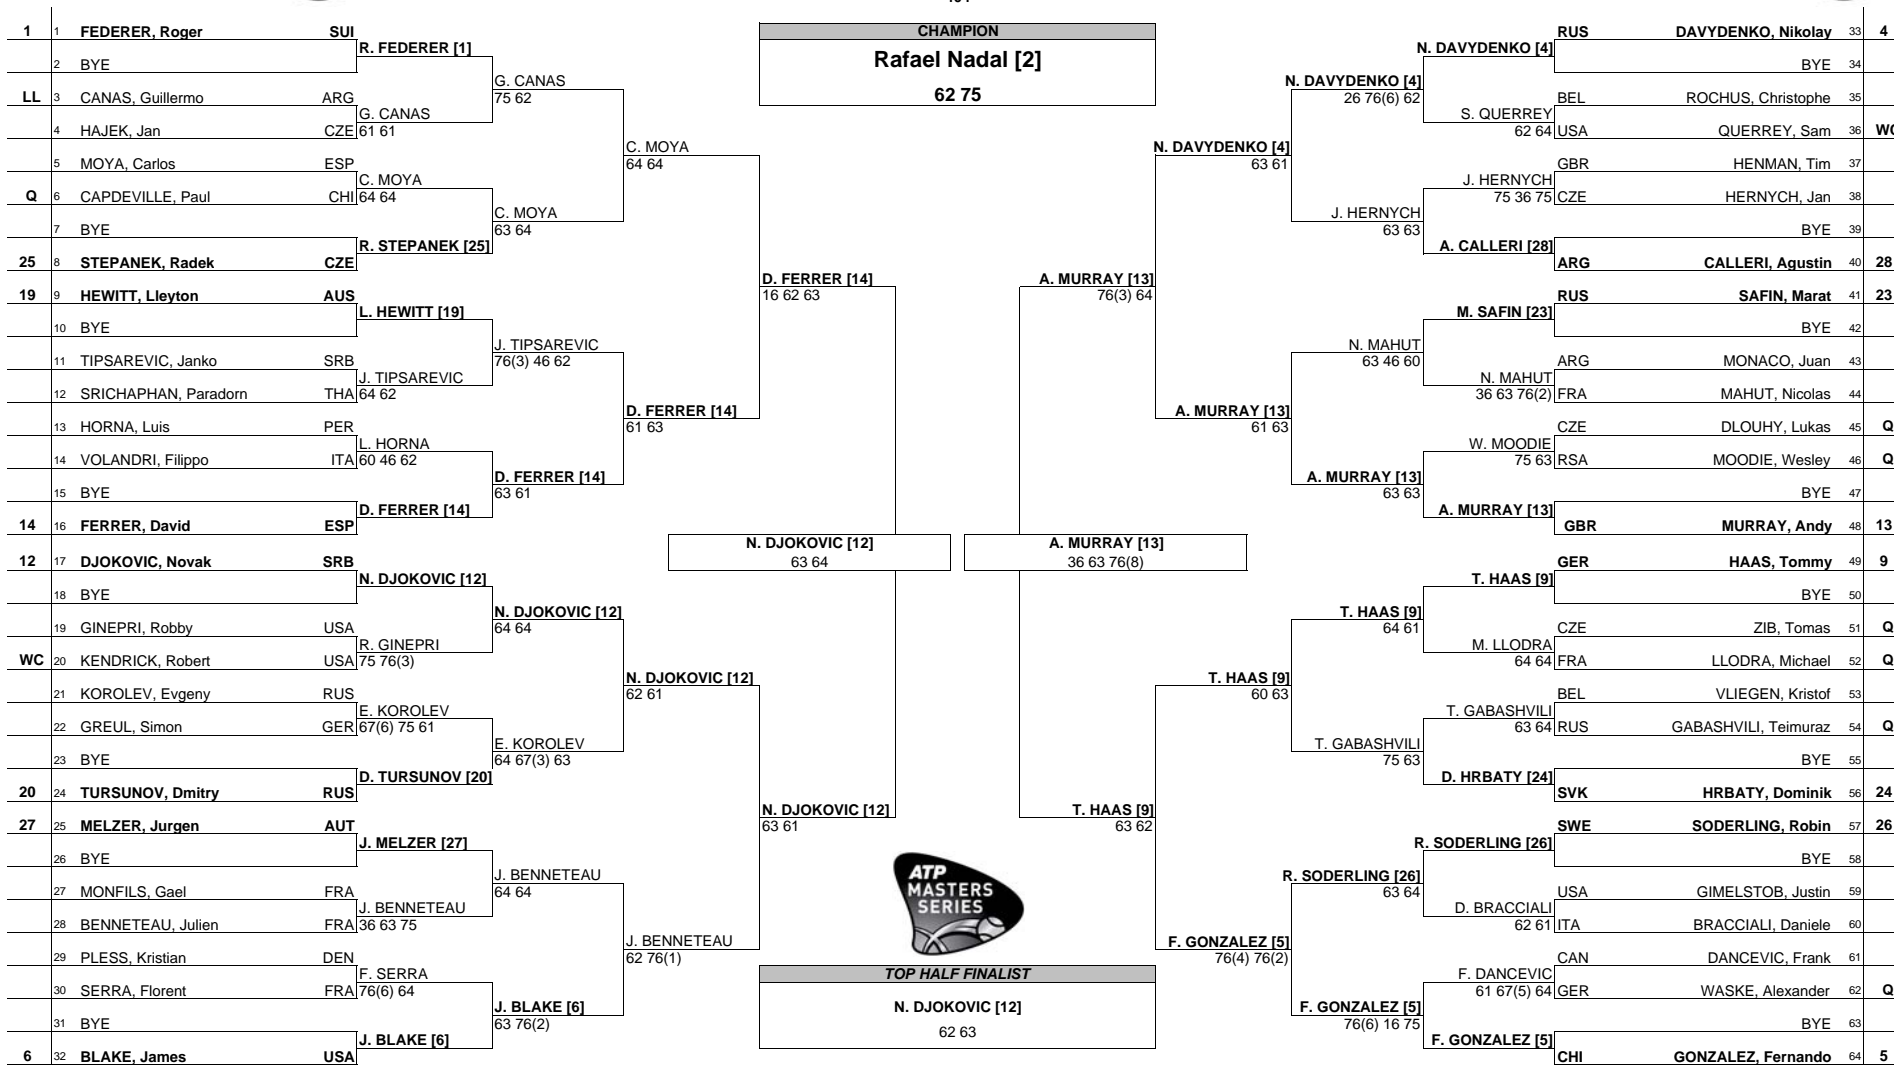 1 1 FEDERER, Roger SUI
2 BYE
LL 3 CANAS, Guillermo ARG
4 HAJEK, Jan CZE
5 MOYA, Carlos ESP
Q 6 CAPDEVILLE, Paul CHI
7 BYE
25 8 STEPANEK, Radek CZE
19 9 HEWITT, Lleyton AUS
10 BYE
11 TIPSAREVIC, Janko SRB
12 SRICHAPHAN, Paradorn THA
13 HORNA, Luis PER
14 VOLANDRI, Filippo ITA
15 BYE
14 16 FERRER, David ESP
12 17 DJOKOVIC, Novak SRB
18 BYE
19 GINEPRI, Robby USA
WC 20 KENDRICK, Robert USA
21 KOROLEV, Evgeny RUS
22 GREUL, Simon GER
23 BYE
20 24 TURSUNOV, Dmitry RUS
27 25 MELZER, Jurgen AUT
26 BYE
27 MONFILS, Gael FRA
28 BENNETEAU, Julien FRA
29 PLESS, Kristian DEN
30 SERRA, Florent FRA
31 BYE
6 32 BLAKE, James USA
R. FEDERER [1]
G. CANAS
61 61
C. MOYA
64 64
R. STEPANEK [25]
L. HEWITT [19]
J. TIPSAREVIC
64 62
L. HORNA
60 46 62
D. FERRER [14]
N. DJOKOVIC [12]
R. GINEPRI
75 76(3)
E. KOROLEV
67(6) 75 61
D. TURSUNOV [20]
J. MELZER [27]
J. BENNETEAU
36 63 75
F. SERRA
76(6) 64
J. BLAKE [6]
G. CANAS
75 62
C. MOYA
63 64
J. TIPSAREVIC
76(3) 46 62
D. FERRER [14]
63 61
N. DJOKOVIC [12]
64 64
E. KOROLEV
64 67(3) 63
J. BENNETEAU
64 64
J. BLAKE [6]
63 76(2)
C. MOYA
64 64
D. FERRER [14]
61 63
N. DJOKOVIC [12]
62 61
J. BENNETEAU
62 76(1)
D. FERRER [14]
16 62 63
N. DJOKOVIC [12]
63 61
N. DJOKOVIC [12]
63 64
CHAMPION
Rafael Nadal [2]
62 75
A. MURRAY [13]
36 63 76(8)
ATP
MASTERS
SERIES
TOP HALF FINALIST
N. DJOKOVIC [12]
62 63
A. MURRAY [13]
76(3) 64
T. HAAS [9]
63 62
N. DAVYDENKO [4]
63 61
A. MURRAY [13]
61 63
T. HAAS [9]
60 63
F. GONZALEZ [5]
76(4) 76(2)
N. DAVYDENKO [4]
26 76(6) 62
J. HERNYCH
63 63
N. MAHUT
63 46 60
A. MURRAY [13]
63 63
T. HAAS [9]
64 61
T. GABASHVILI
75 63
R. SODERLING [26]
63 64
F. GONZALEZ [5]
76(6) 16 75
N. DAVYDENKO [4]
S. QUERREY
62 64
J. HERNYCH
75 36 75
A. CALLERI [28]
M. SAFIN [23]
N. MAHUT
36 63 76(2)
W. MOODIE
75 63
A. MURRAY [13]
T. HAAS [9]
M. LLODRA
64 64
T. GABASHVILI
63 64
D. HRBATY [24]
R. SODERLING [26]
D. BRACCIALI
62 61
F. DANCEVIC
61 67(5) 64
F. GONZALEZ [5]
RUS DAVYDENKO, Nikolay 33 4
BYE 34
BEL ROCHUS, Christophe 35
USA QUERREY, Sam 36 WC
GBR HENMAN, Tim 37
CZE HERNYCH, Jan 38
BYE 39
ARG CALLERI, Agustin 40 28
RUS SAFIN, Marat 41 23
BYE 42
ARG MONACO, Juan 43
FRA MAHUT, Nicolas 44
CZE DLOUHY, Lukas 45 Q
RSA MOODIE, Wesley 46 Q
BYE 47
GBR MURRAY, Andy 48 13
GER HAAS, Tommy 49 9
BYE 50
CZE ZIB, Tomas 51 Q
FRA LLODRA, Michael 52 Q
BEL VLIEGEN, Kristof 53
RUS GABASHVILI, Teimuraz 54 Q
BYE 55
SVK HRBATY, Dominik 56 24
SWE SODERLING, Robin 57 26
BYE 58
USA GIMELSTOB, Justin 59
ITA BRACCIALI, Daniele 60
CAN DANCEVIC, Frank 61
GER WASKE, Alexander 62 Q
BYE 63
CHI GONZALEZ, Fernando 64 5